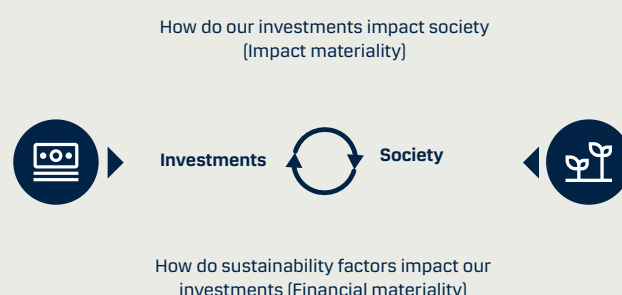 How do our investments impact society
(Impact materiality)
Investments
Society
How do sustainability factors impact our
investments (Financial materiality)